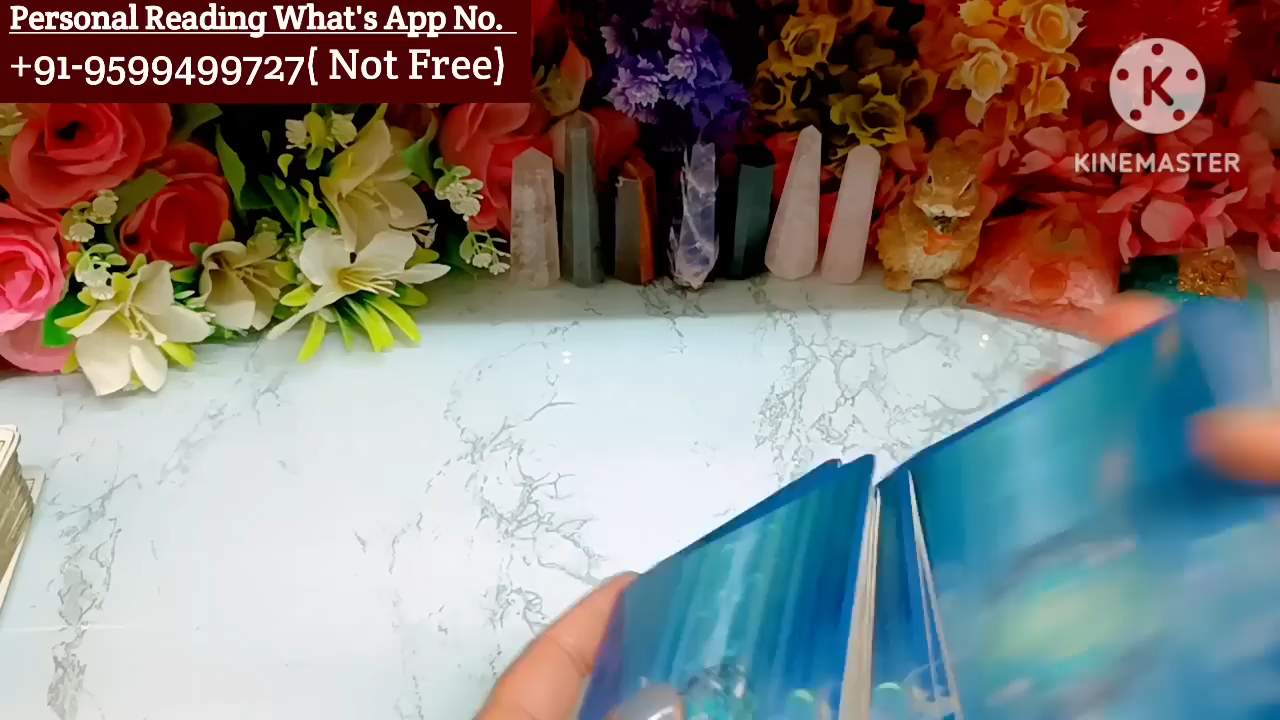 Personal Reading What's App No.
+91-9599499727( Not Free)
K
KINEMASTER